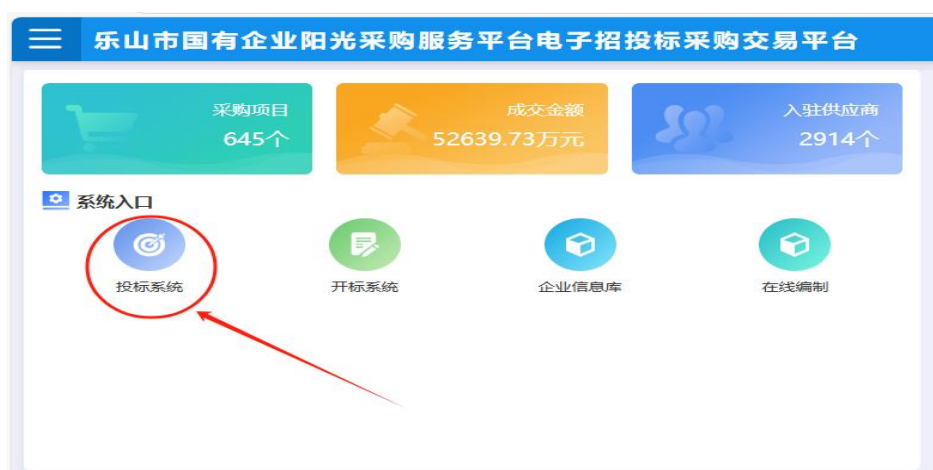 乐山市国有企业阳光采购服务平台电子招投标采购交易平台
采购项目 成交金额 入驻供应商
645个 52639.73万元 2914个
系统入口
投标系统 开标系统 企业信息库 在线编制